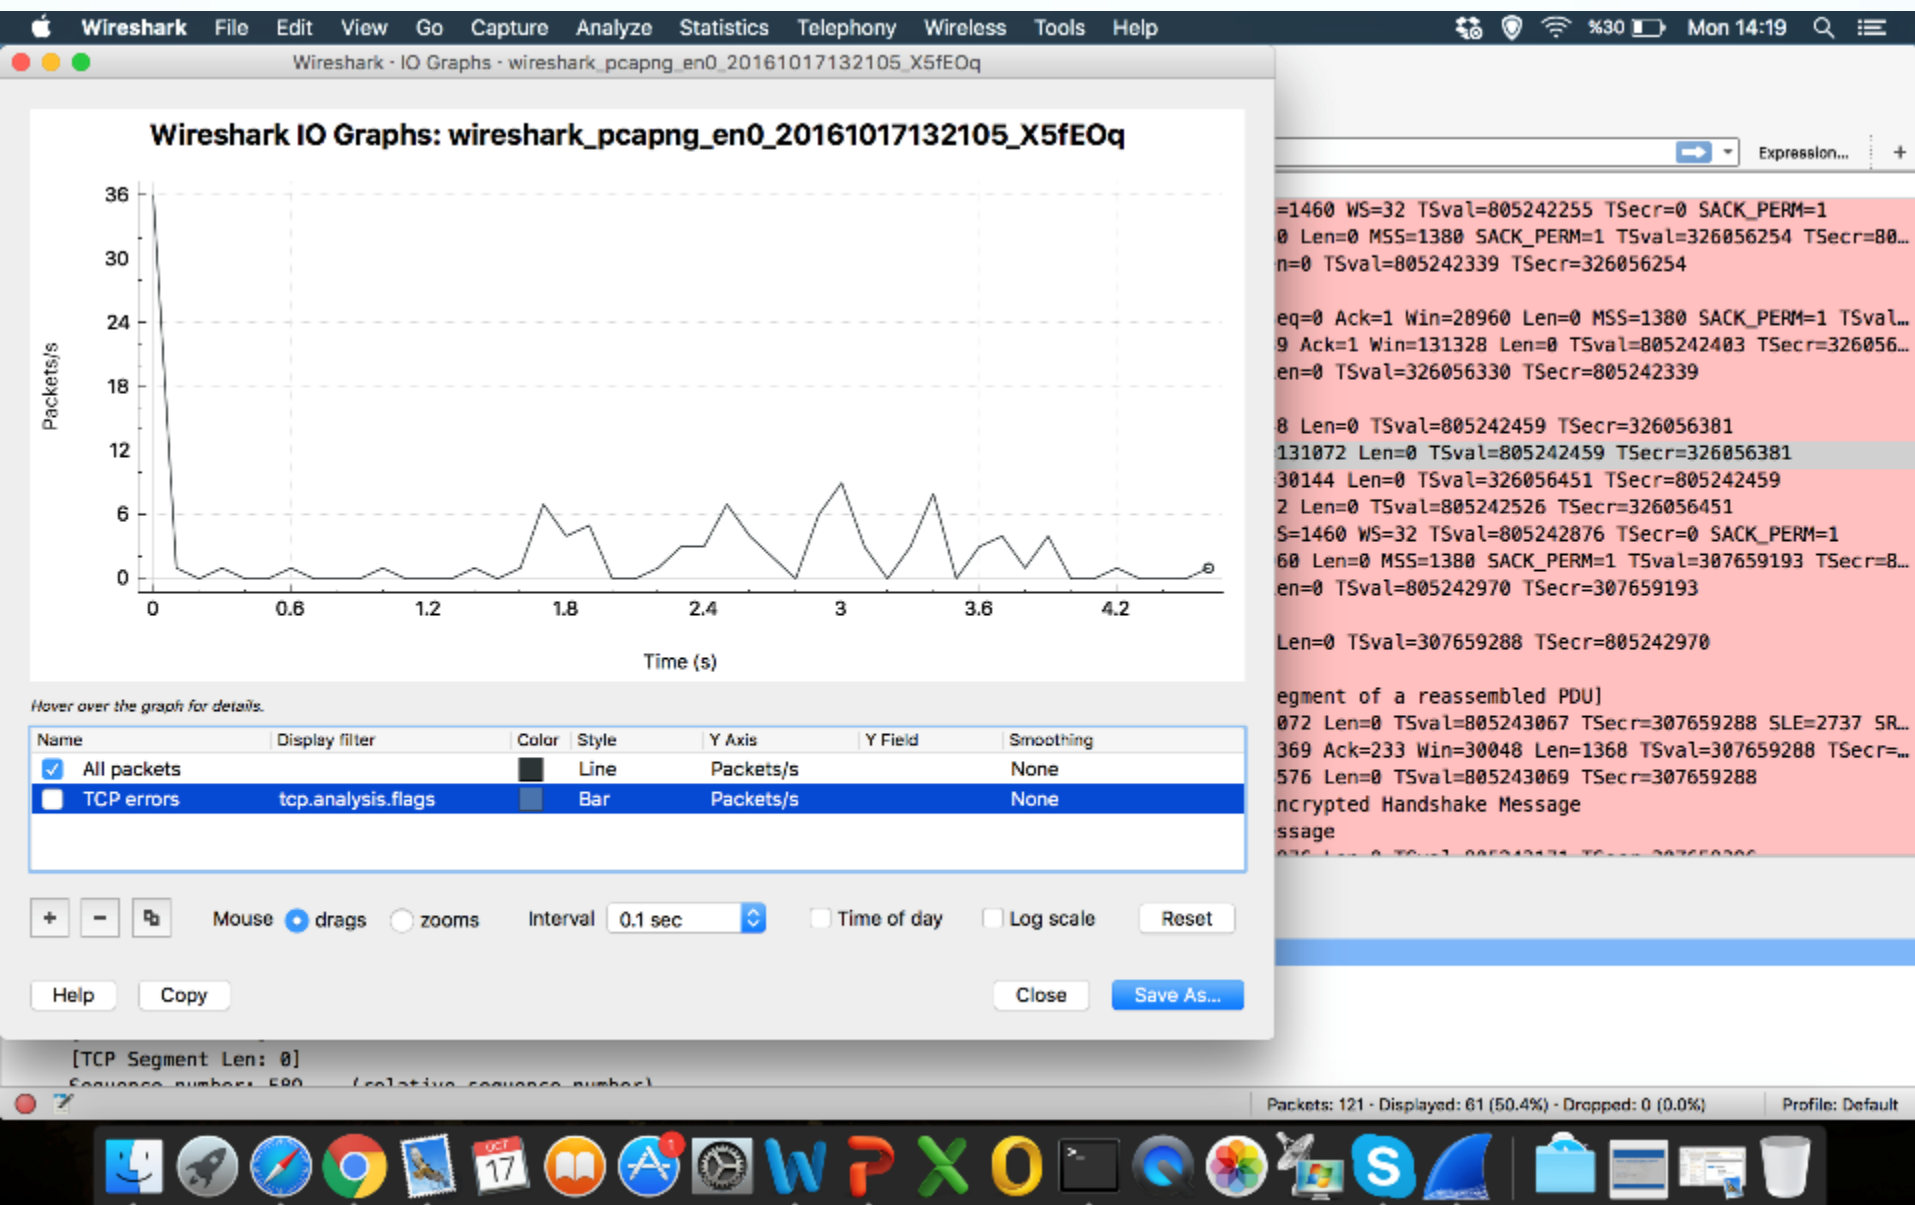 Wireshark File Edit View Go Capture Analyze Statistics Telephony Wireless Tools Help %30 Mon 14:19
Wireshark · IO Graphs · wireshark_pcapng_en0_20161017132105_X5fEOq
Wireshark IO Graphs: wireshark_pcapng_en0_20161017132105_X5fEOq
36
30
24
18
12
6
0
Packets/s
0 0.6 1.2 1.8 2.4 3 3.6 4.2
Time (s)
Hover over the graph for details.
Name Display filter Color Style Y Axis Y Field Smoothing
All packets Line Packets/s None
TCP errors tcp.analysis.flags Bar Packets/s None
+ − Mouse drags zooms Interval 0.1 sec Time of day Log scale Reset
Help Copy Close Save As...
Expression... +
=1460 WS=32 TSval=805242255 TSecr=0 SACK_PERM=1
0 Len=0 MSS=1380 SACK_PERM=1 TSval=326056254 TSecr=80…
n=0 TSval=805242339 TSecr=326056254
eq=0 Ack=1 Win=28960 Len=0 MSS=1380 SACK_PERM=1 TSval…
9 Ack=1 Win=131328 Len=0 TSval=805242403 TSecr=326056…
en=0 TSval=326056330 TSecr=805242339
8 Len=0 TSval=805242459 TSecr=326056381
=131072 Len=0 TSval=805242459 TSecr=326056381
=30144 Len=0 TSval=326056451 TSecr=805242459
2 Len=0 TSval=805242526 TSecr=326056451
S=1460 WS=32 TSval=805242876 TSecr=0 SACK_PERM=1
60 Len=0 MSS=1380 SACK_PERM=1 TSval=307659193 TSecr=8…
en=0 TSval=805242970 TSecr=307659193
Len=0 TSval=307659288 TSecr=805242970
egment of a reassembled PDU]
072 Len=0 TSval=805243067 TSecr=307659288 SLE=2737 SR…
369 Ack=233 Win=30048 Len=1368 TSval=307659288 TSecr=…
576 Len=0 TSval=805243069 TSecr=307659288
ncrypted Handshake Message
ssage
[TCP Segment Len: 0]
Sequence number: 589 (relative sequence number)
Packets: 121 · Displayed: 61 (50.4%) · Dropped: 0 (0.0%) Profile: Default
OCT
17
1